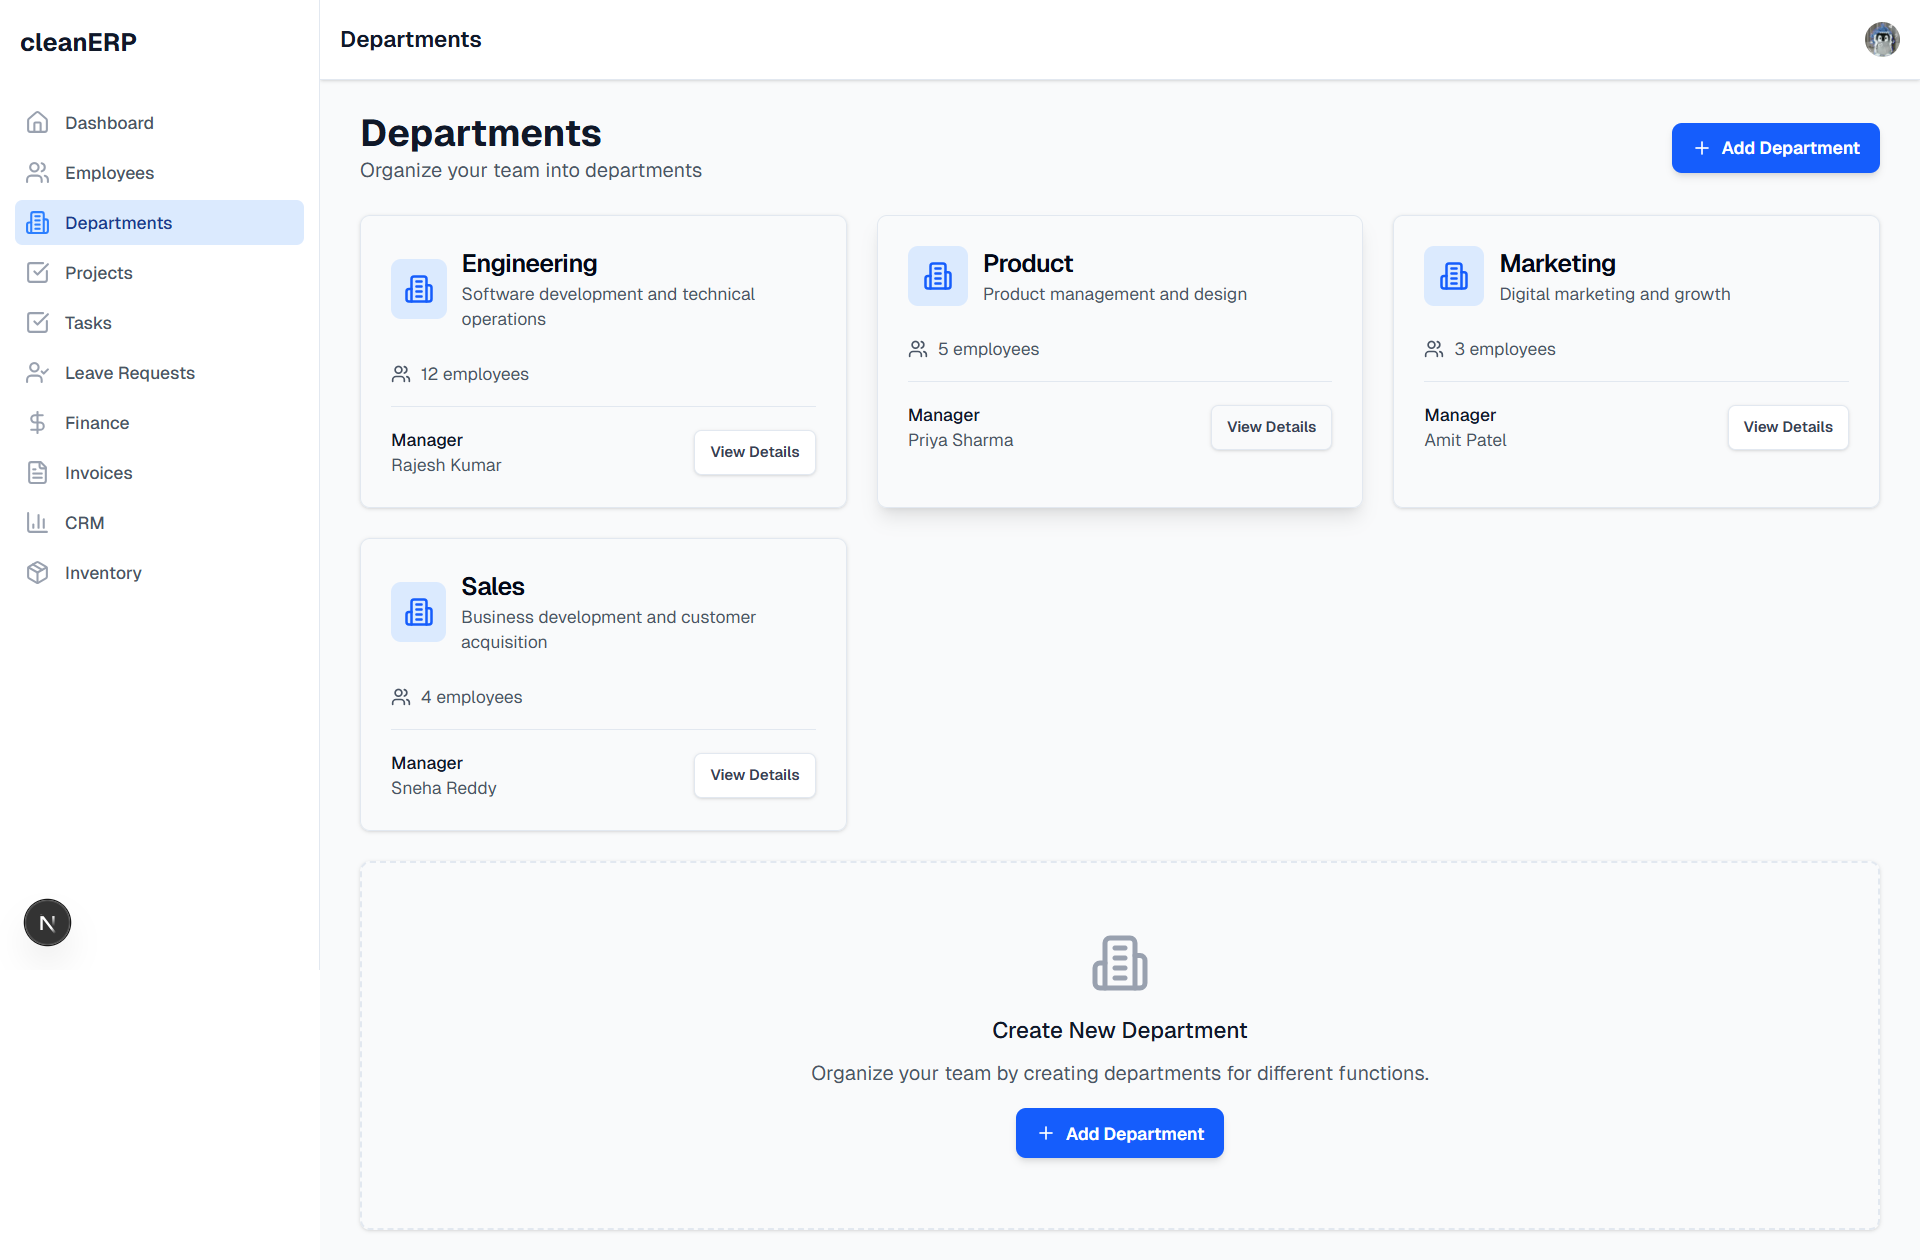 cleanERP
Dashboard
Employees
Departments
Projects
Tasks
Leave Requests
Finance
Invoices
CRM
Inventory
N
Departments
Departments
Organize your team into departments
Add Department
Engineering
Software development and technical
operations
12 employees
Manager
Rajesh Kumar
View Details
Product
Product management and design
5 employees
Manager
Priya Sharma
View Details
Marketing
Digital marketing and growth
3 employees
Manager
Amit Patel
View Details
Sales
Business development and customer
acquisition
4 employees
Manager
Sneha Reddy
View Details
Create New Department
Organize your team by creating departments for different functions.
Add Department